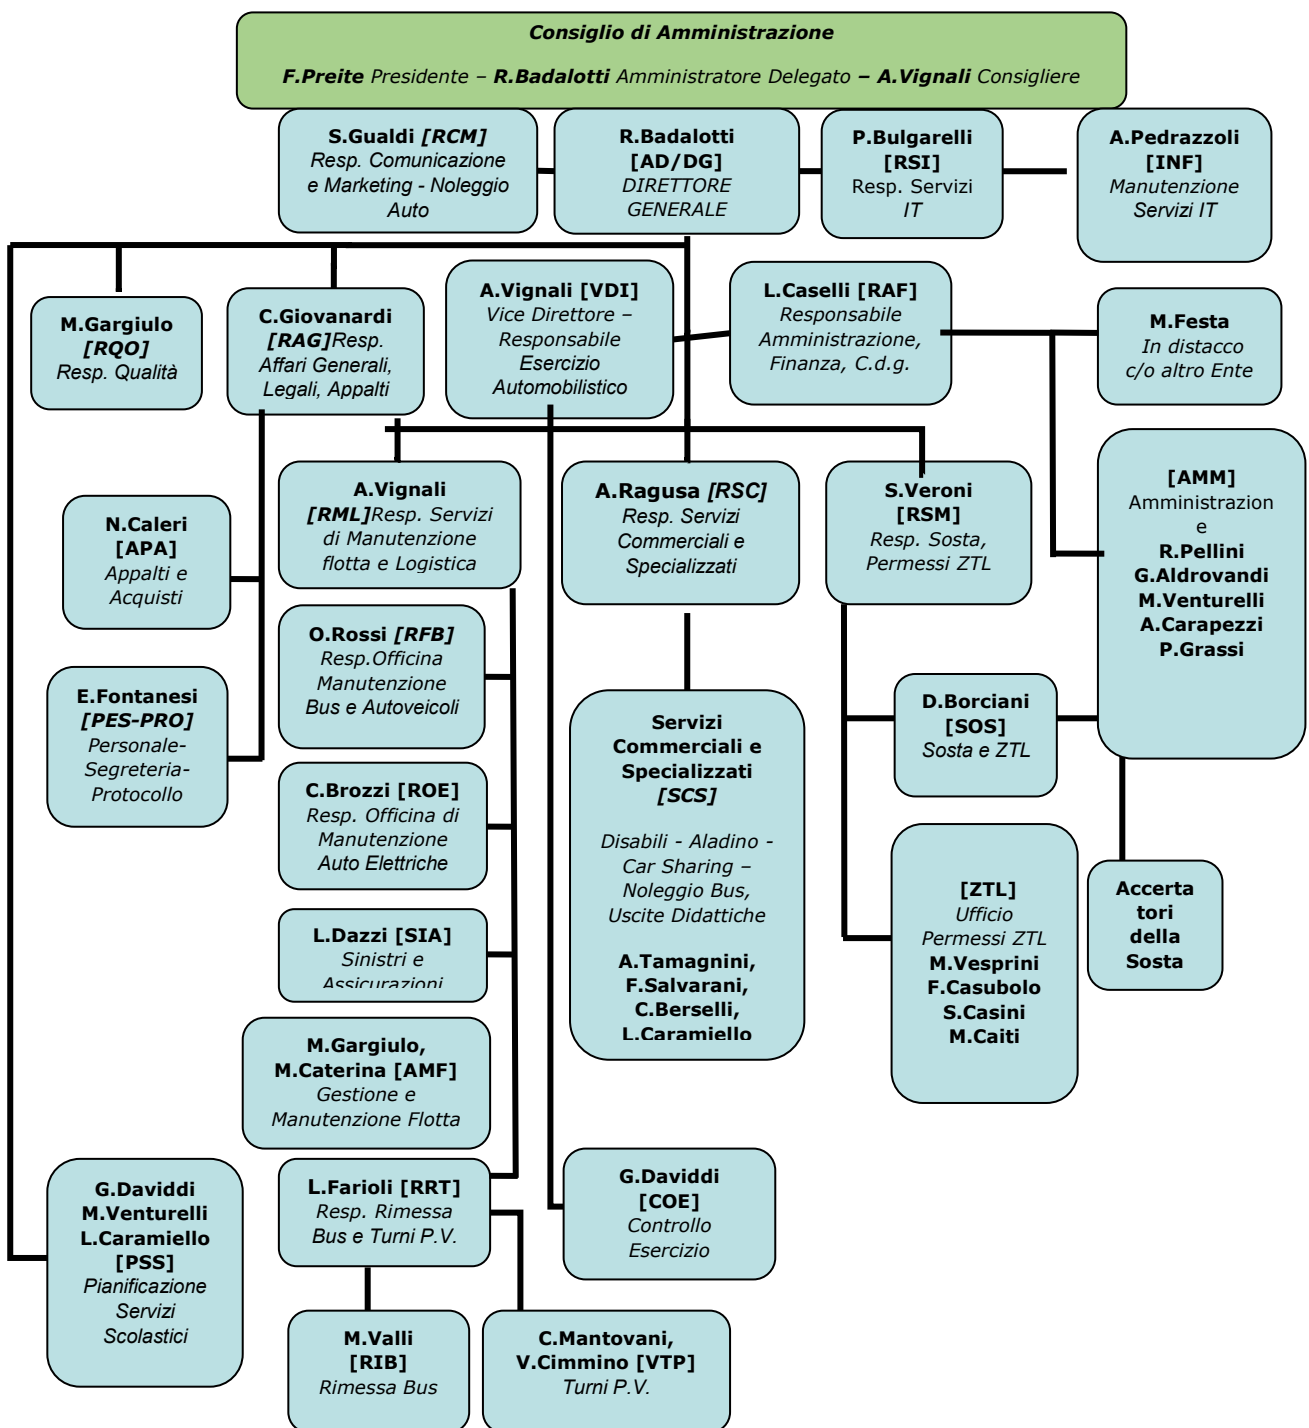 Consiglio di Amministrazione
F.Preite Presidente – R.Badalotti Amministratore Delegato – A.Vignali Consigliere
S.Gualdi [RCM]
Resp. Comunicazione
e Marketing - Noleggio
Auto
R.Badalotti
[AD/DG]
DIRETTORE
GENERALE
P.Bulgarelli
[RSI]
Resp. Servizi
IT
A.Pedrazzoli
[INF]
Manutenzione
Servizi IT
M.Gargiulo
[RQO]
Resp. Qualità
C.Giovanardi
[RAG]Resp.
Affari Generali,
Legali, Appalti
A.Vignali [VDI]
Vice Direttore –
Responsabile
Esercizio
Automobilistico
L.Caselli [RAF]
Responsabile
Amministrazione,
Finanza, C.d.g.
M.Festa
In distacco
c/o altro Ente
N.Caleri
[APA]
Appalti e
Acquisti
A.Vignali
[RML]Resp. Servizi
di Manutenzione
flotta e Logistica
A.Ragusa [RSC]
Resp. Servizi
Commerciali e
Specializzati
S.Veroni
[RSM]
Resp. Sosta,
Permessi ZTL
[AMM]
Amministrazion
e
R.Pellini
G.Aldrovandi
M.Venturelli
A.Carapezzi
P.Grassi
E.Fontanesi
[PES-PRO]
Personale-
Segreteria-
Protocollo
O.Rossi [RFB]
Resp.Officina
Manutenzione
Bus e Autoveicoli
C.Brozzi [ROE]
Resp. Officina di
Manutenzione
Auto Elettriche
L.Dazzi [SIA]
Sinistri e
Assicurazioni
M.Gargiulo,
M.Caterina [AMF]
Gestione e
Manutenzione Flotta
Servizi
Commerciali e
Specializzati
[SCS]
Disabili - Aladino -
Car Sharing –
Noleggio Bus,
Uscite Didattiche
A.Tamagnini,
F.Salvarani,
C.Berselli,
L.Caramiello
D.Borciani
[SOS]
Sosta e ZTL
[ZTL]
Ufficio
Permessi ZTL
M.Vesprini
F.Casubolo
S.Casini
M.Caiti
Accerta
tori
della
Sosta
G.Daviddi
M.Venturelli
L.Caramiello
[PSS]
Pianificazione
Servizi
Scolastici
L.Farioli [RRT]
Resp. Rimessa
Bus e Turni P.V.
G.Daviddi
[COE]
Controllo
Esercizio
M.Valli
[RIB]
Rimessa Bus
C.Mantovani,
V.Cimmino [VTP]
Turni P.V.